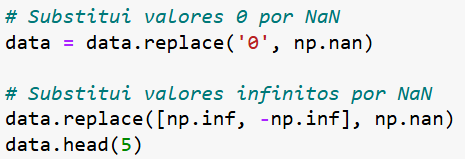 # Substitui valores 0 por NaN
data = data.replace('0', np.nan)
# Substitui valores infinitos por NaN
data.replace([np.inf, -np.inf], np.nan)
data.head(5)